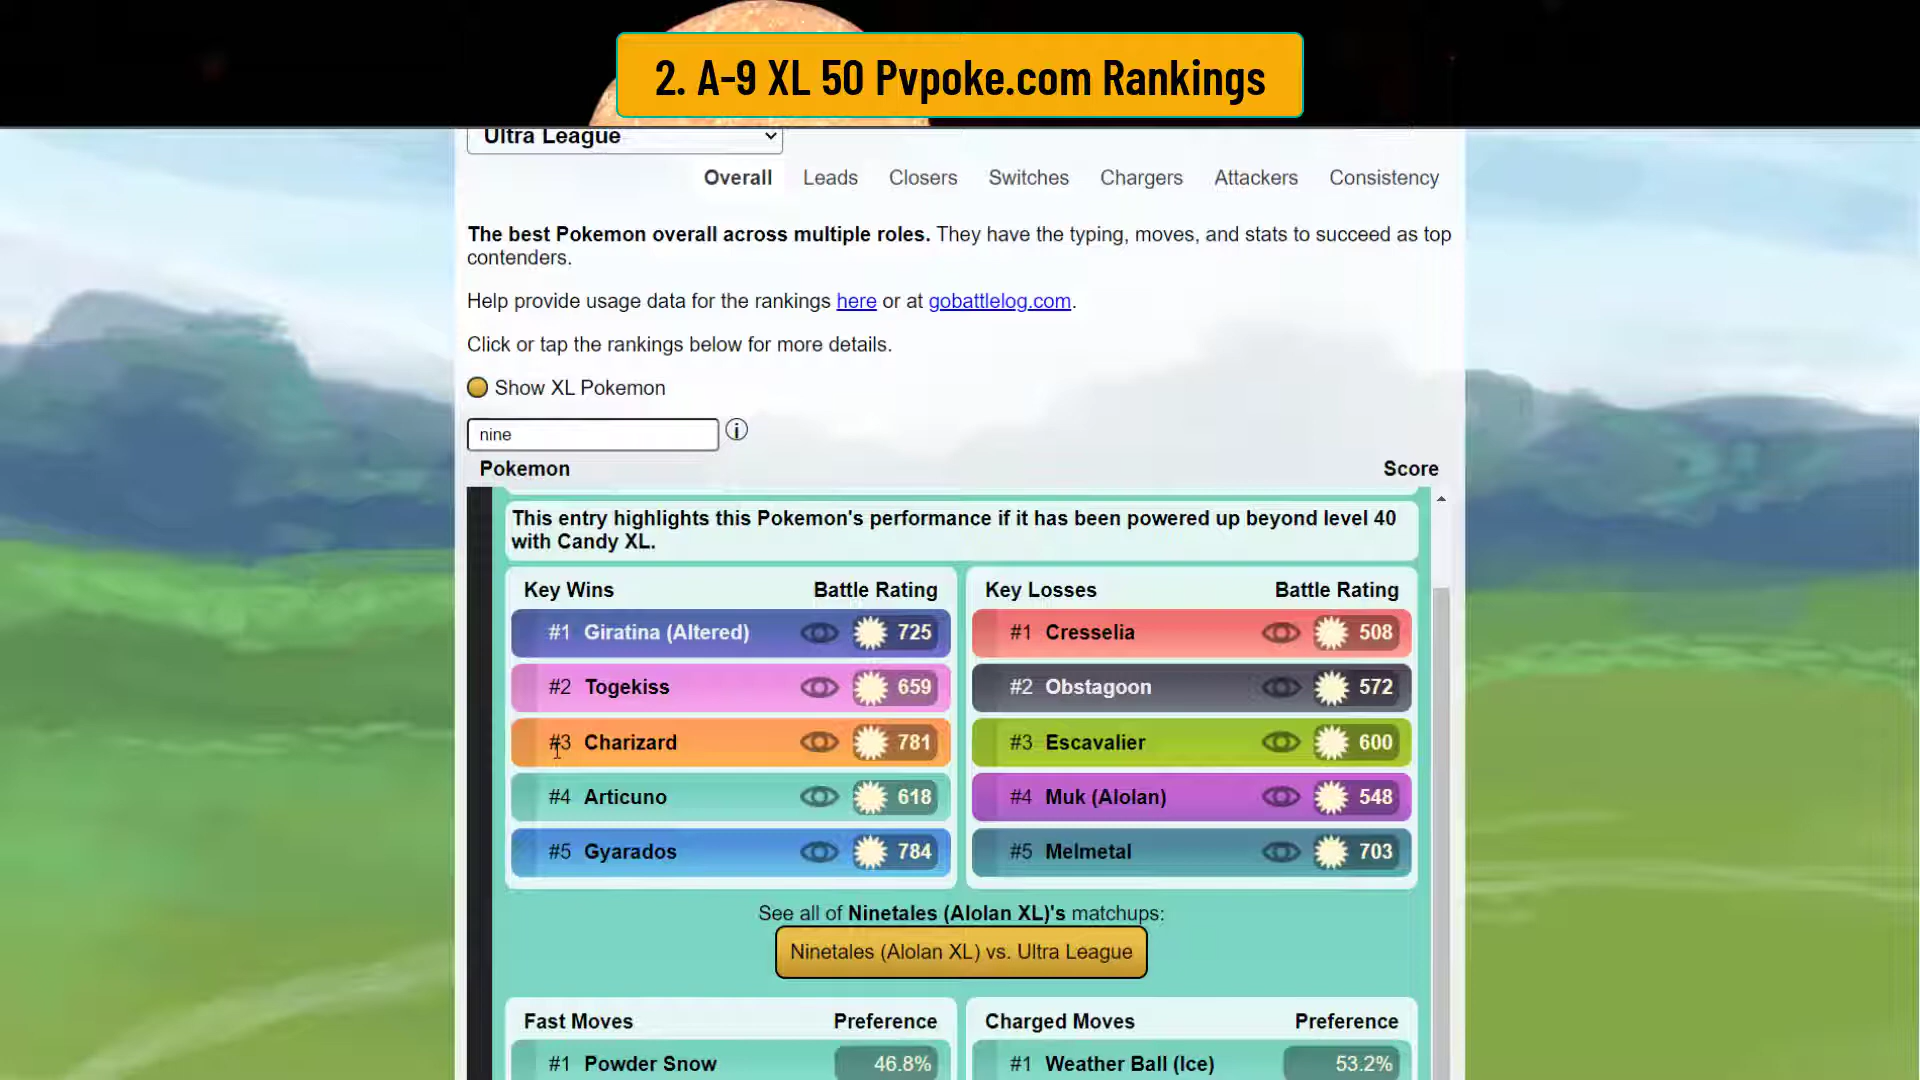 2. A-9 XL 50 Pvpoke.com Rankings
Ultra League
Overall Leads Closers Switches Chargers Attackers Consistency
The best Pokemon overall across multiple roles. They have the typing, moves, and stats to succeed as top
contenders.
Help provide usage data for the rankings here or at gobattlelog.com.
Click or tap the rankings below for more details.
Show XL Pokemon
nine
Pokemon Score
This entry highlights this Pokemon's performance if it has been powered up beyond level 40
with Candy XL.
Key Wins Battle Rating
#1 Giratina (Altered) 725
#2 Togekiss 659
#3 Charizard 781
#4 Articuno 618
#5 Gyarados 784
Key Losses Battle Rating
#1 Cresselia 508
#2 Obstagoon 572
#3 Escavalier 600
#4 Muk (Alolan) 548
#5 Melmetal 703
See all of Ninetales (Alolan XL)'s matchups:
Ninetales (Alolan XL) vs. Ultra League
Fast Moves Preference
#1 Powder Snow 46.8%
Charged Moves Preference
#1 Weather Ball (Ice) 53.2%